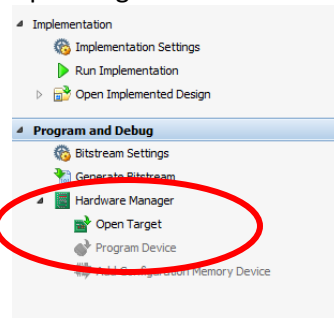 Implementation
Implementation Settings
Run Implementation
Open Implemented Design
Program and Debug
Bitstream Settings
Generate Bitstream
Hardware Manager
Open Target
Program Device
Add Configuration Memory Device